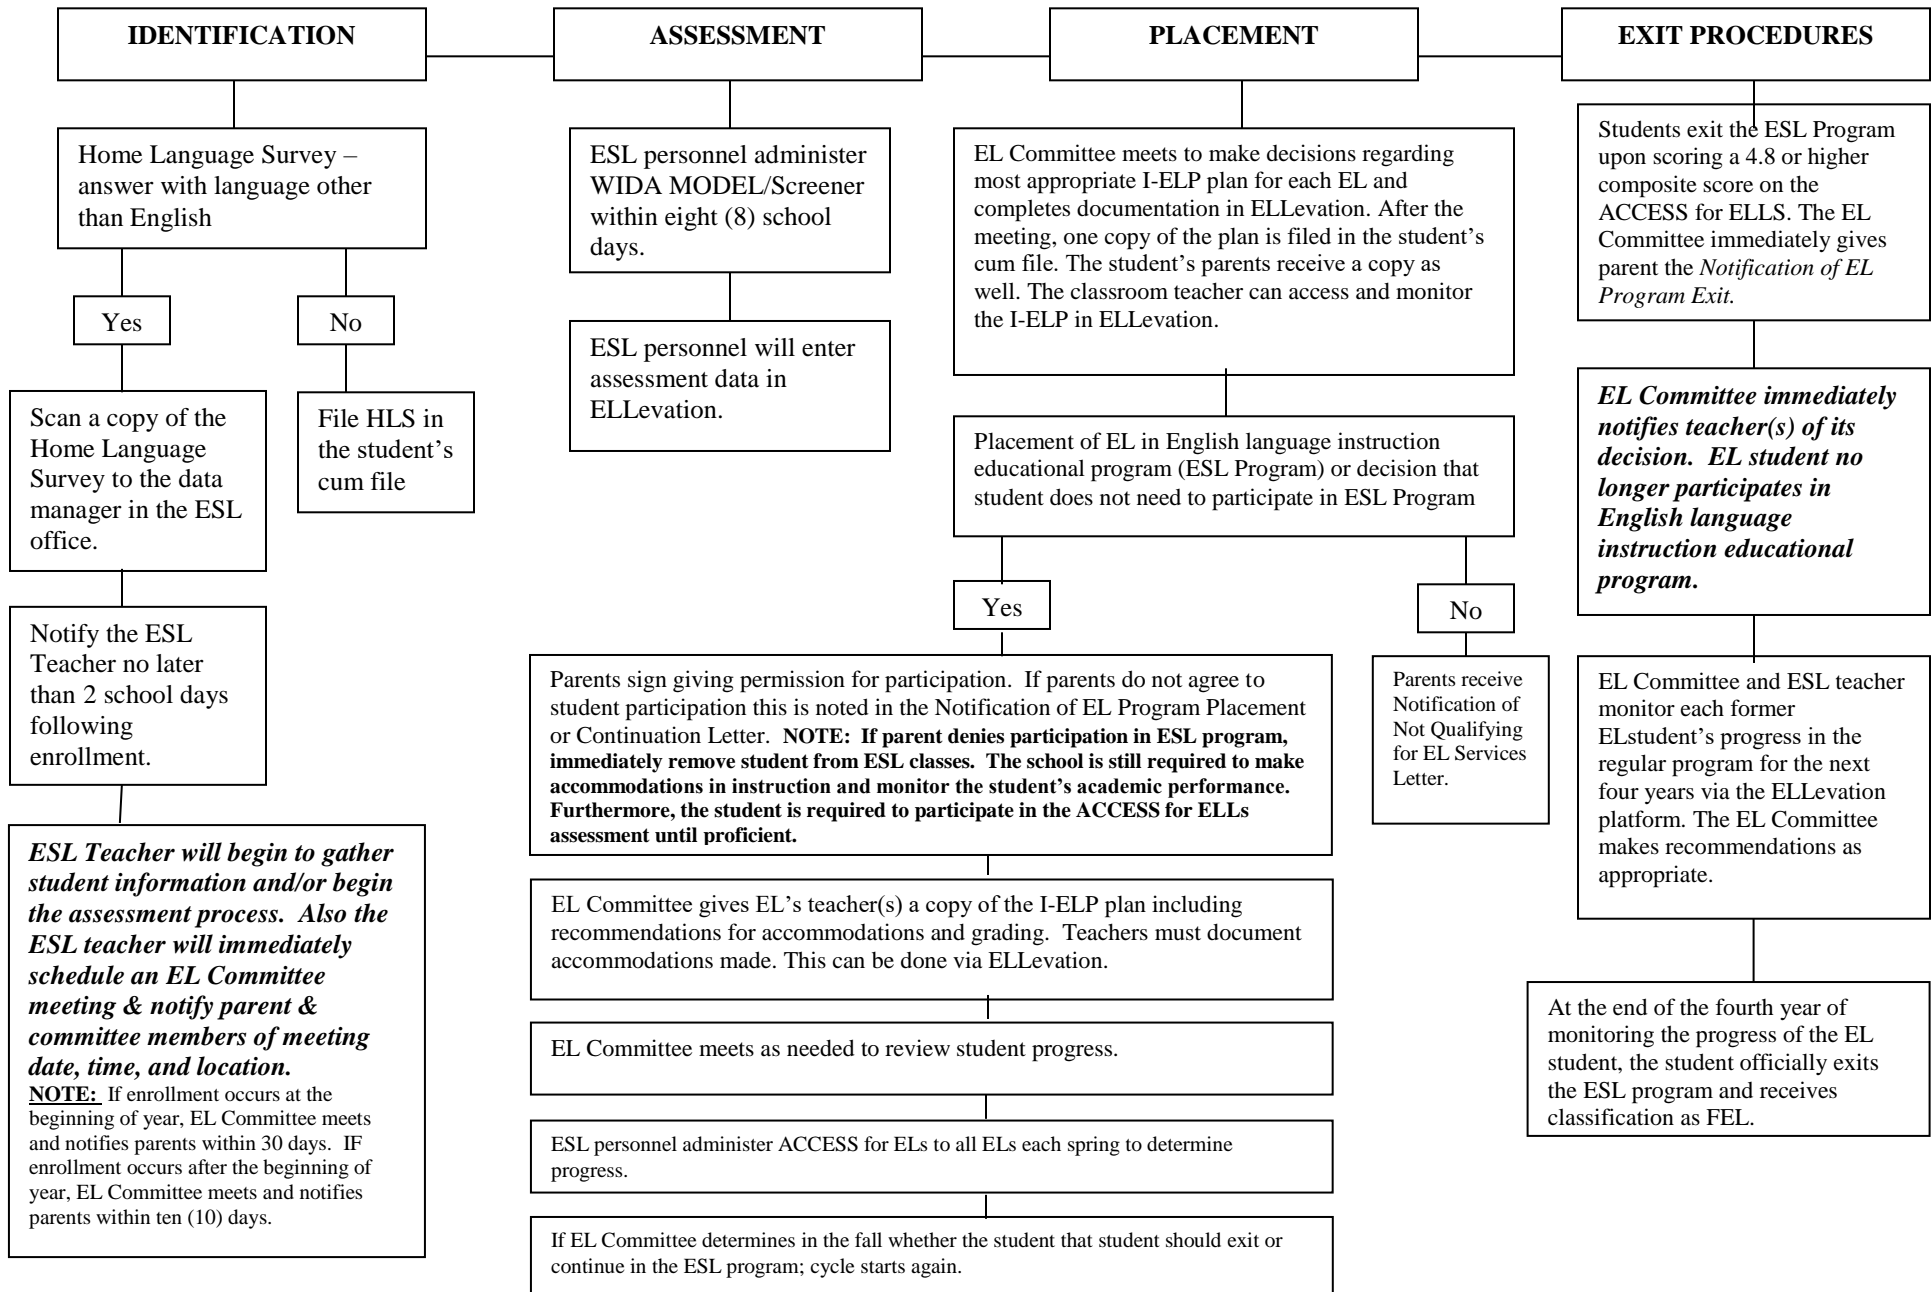 IDENTIFICATION
Home Language Survey –
answer with language other
than English
Yes
No
Scan a copy of the
Home Language
Survey to the data
manager in the ESL
office.
File HLS in
the student's
cum file
Notify the ESL
Teacher no later
than 2 school days
following
enrollment.
ESL Teacher will begin to gather
student information and/or begin
the assessment process.  Also the
ESL teacher will immediately
schedule an EL Committee
meeting & notify parent &
committee members of meeting
date, time, and location.
NOTE:  If enrollment occurs at the
beginning of year, EL Committee meets
and notifies parents within 30 days.  IF
enrollment occurs after the beginning of
year, EL Committee meets and notifies
parents within ten (10) days.
ASSESSMENT
ESL personnel administer
WIDA MODEL/Screener
within eight (8) school
days.
ESL personnel will enter
assessment data in
ELLevation.
PLACEMENT
EL Committee meets to make decisions regarding
most appropriate I-ELP plan for each EL and
completes documentation in ELLevation. After the
meeting, one copy of the plan is filed in the student's
cum file. The student's parents receive a copy as
well. The classroom teacher can access and monitor
the I-ELP in ELLevation.
Placement of EL in English language instruction
educational program (ESL Program) or decision that
student does not need to participate in ESL Program
Yes
No
Parents sign giving permission for participation.  If parents do not agree to
student participation this is noted in the Notification of EL Program Placement
or Continuation Letter.  NOTE:  If parent denies participation in ESL program,
immediately remove student from ESL classes.  The school is still required to make
accommodations in instruction and monitor the student's academic performance.
Furthermore, the student is required to participate in the ACCESS for ELLs
assessment until proficient.
Parents receive
Notification of
Not Qualifying
for EL Services
Letter.
EL Committee gives EL's teacher(s) a copy of the I-ELP plan including
recommendations for accommodations and grading.  Teachers must document
accommodations made. This can be done via ELLevation.
EL Committee meets as needed to review student progress.
ESL personnel administer ACCESS for ELs to all ELs each spring to determine
progress.
If EL Committee determines in the fall whether the student that student should exit or
continue in the ESL program; cycle starts again.
EXIT PROCEDURES
Students exit the ESL Program
upon scoring a 4.8 or higher
composite score on the
ACCESS for ELLS. The EL
Committee immediately gives
parent the Notification of EL
Program Exit.
EL Committee immediately
notifies teacher(s) of its
decision.  EL student no
longer participates in
English language
instruction educational
program.
EL Committee and ESL teacher
monitor each former
ELstudent's progress in the
regular program for the next
four years via the ELLevation
platform. The EL Committee
makes recommendations as
appropriate.
At the end of the fourth year of
monitoring the progress of the EL
student, the student officially exits
the ESL program and receives
classification as FEL.